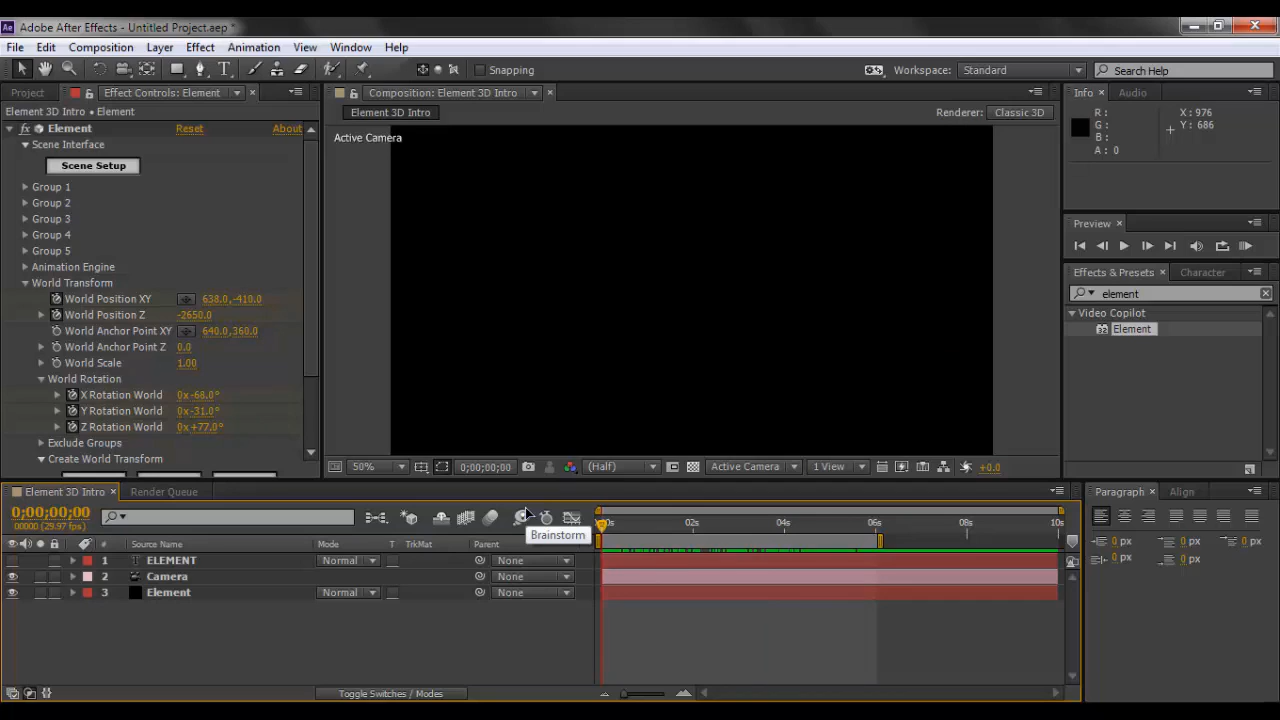 Ae Adobe After Effects - Untitled Project.aep *
File Edit Composition Layer Effect Animation View Window Help
Snapping Workspace: Standard Search Help
Project Effect Controls: Element
Element 3D Intro • Element
fx Element Reset About
Scene Interface
Scene Setup
Group 1
Group 2
Group 3
Group 4
Group 5
Animation Engine
World Transform
World Position XY 638.0,-410.0
World Position Z -2650.0
World Anchor Point XY 640.0,360.0
World Anchor Point Z 0.0
World Scale 1.00
World Rotation
X Rotation World 0x-68.0°
Y Rotation World 0x-31.0°
Z Rotation World 0x+77.0°
Exclude Groups
Create World Transform
Composition: Element 3D Intro
Element 3D Intro Renderer: Classic 3D
Active Camera
50% 0;00;00;00 (Half) Active Camera 1 View +0.0
Info Audio
R: X: 976
G: Y: 686
B:
A: 0
Preview
Effects & Presets Character
element
Video Copilot
32 Element
Element 3D Intro Render Queue
0;00;00;00
00000 (29.97 fps)
Brainstorm
0s 02s 04s 06s 08s 10s
# Source Name Mode T TrkMat Parent
1 T ELEMENT Normal None
2 Camera None
3 Element Normal None
Toggle Switches / Modes
Paragraph Align
0 px 0 px 0 px
0 px 0 px